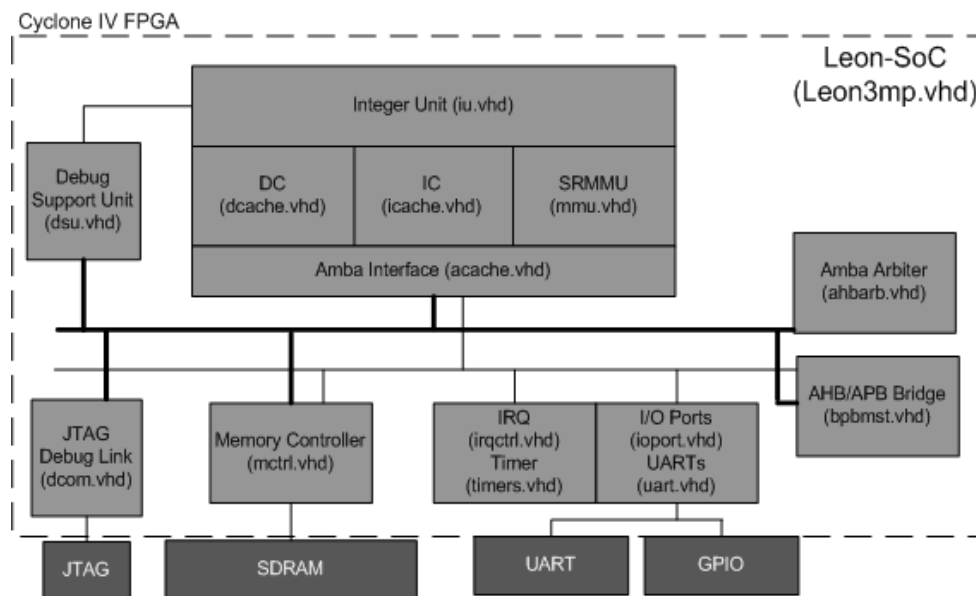 Cyclone IV FPGA
Leon-SoC
(Leon3mp.vhd)
Integer Unit (iu.vhd)
Debug
Support Unit
(dsu.vhd)
DC
(dcache.vhd)
IC
(icache.vhd)
SRMMU
(mmu.vhd)
Amba Interface (acache.vhd)
Amba Arbiter
(ahbarb.vhd)
AHB/APB Bridge
(bpbmst.vhd)
JTAG
Debug Link
(dcom.vhd)
Memory Controller
(mctrl.vhd)
IRQ
(irqctrl.vhd)
Timer
(timers.vhd)
I/O Ports
(ioport.vhd)
UARTs
(uart.vhd)
JTAG
SDRAM
UART
GPIO